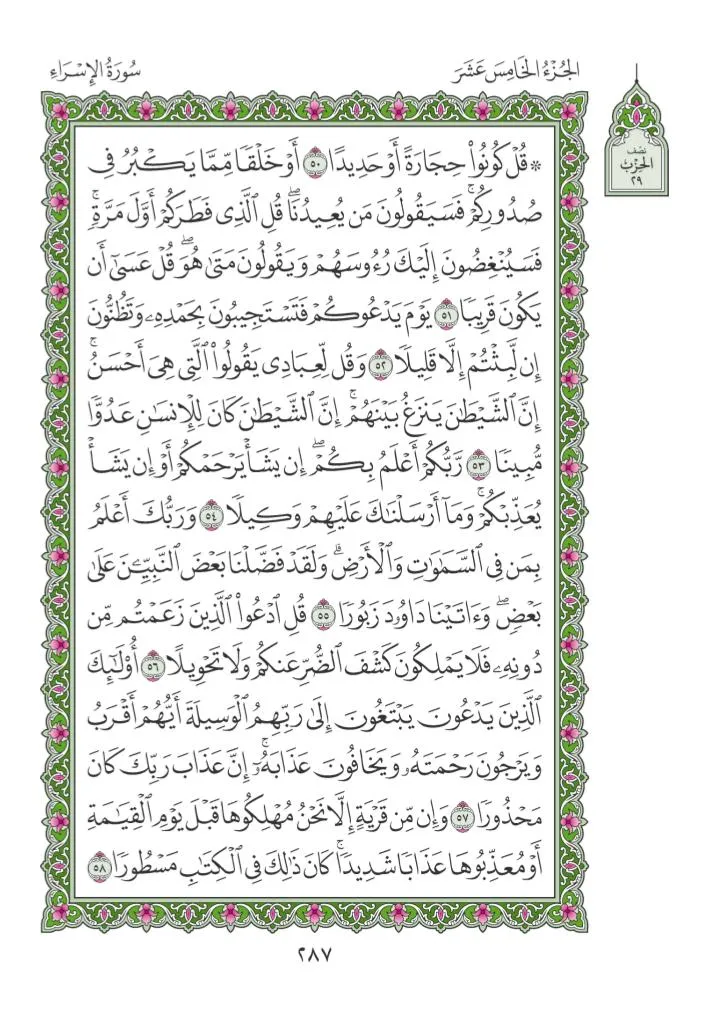 الجُزْءُ الخَامِسَ عَشَرَ
سُورَةُ الإِسْرَاءِ
نصف
الحِزْب
٢٩
۞ قُلْ كُونُوا۟ حِجَارَةً أَوْ حَدِيدًا ٥٠ أَوْ خَلْقًا مِّمَّا يَكْبُرُ فِى
صُدُورِكُمْ ۚ فَسَيَقُولُونَ مَن يُعِيدُنَا ۖ قُلِ ٱلَّذِى فَطَرَكُمْ أَوَّلَ مَرَّةٍ ۚ
فَسَيُنْغِضُونَ إِلَيْكَ رُءُوسَهُمْ وَيَقُولُونَ مَتَىٰ هُوَ ۖ قُلْ عَسَىٰٓ أَن
يَكُونَ قَرِيبًا ٥١ يَوْمَ يَدْعُوكُمْ فَتَسْتَجِيبُونَ بِحَمْدِهِۦ وَتَظُنُّونَ
إِن لَّبِثْتُمْ إِلَّا قَلِيلًا ٥٢ وَقُل لِّعِبَادِى يَقُولُوا۟ ٱلَّتِى هِىَ أَحْسَنُ ۚ
إِنَّ ٱلشَّيْطَٰنَ يَنزَغُ بَيْنَهُمْ ۚ إِنَّ ٱلشَّيْطَٰنَ كَانَ لِلْإِنسَٰنِ عَدُوًّا
مُّبِينًا ٥٣ رَّبُّكُمْ أَعْلَمُ بِكُمْ ۖ إِن يَشَأْ يَرْحَمْكُمْ أَوْ إِن يَشَأْ
يُعَذِّبْكُمْ ۚ وَمَآ أَرْسَلْنَٰكَ عَلَيْهِمْ وَكِيلًا ٥٤ وَرَبُّكَ أَعْلَمُ
بِمَن فِى ٱلسَّمَٰوَٰتِ وَٱلْأَرْضِ ۗ وَلَقَدْ فَضَّلْنَا بَعْضَ ٱلنَّبِيِّـۧنَ عَلَىٰ
بَعْضٍ ۖ وَءَاتَيْنَا دَاوُۥدَ زَبُورًا ٥٥ قُلِ ٱدْعُوا۟ ٱلَّذِينَ زَعَمْتُم مِّن
دُونِهِۦ فَلَا يَمْلِكُونَ كَشْفَ ٱلضُّرِّ عَنكُمْ وَلَا تَحْوِيلًا ٥٦ أُو۟لَٰٓئِكَ
ٱلَّذِينَ يَدْعُونَ يَبْتَغُونَ إِلَىٰ رَبِّهِمُ ٱلْوَسِيلَةَ أَيُّهُمْ أَقْرَبُ
وَيَرْجُونَ رَحْمَتَهُۥ وَيَخَافُونَ عَذَابَهُۥٓ ۚ إِنَّ عَذَابَ رَبِّكَ كَانَ
مَحْذُورًا ٥٧ وَإِن مِّن قَرْيَةٍ إِلَّا نَحْنُ مُهْلِكُوهَا قَبْلَ يَوْمِ ٱلْقِيَٰمَةِ
أَوْ مُعَذِّبُوهَا عَذَابًا شَدِيدًا ۚ كَانَ ذَٰلِكَ فِى ٱلْكِتَٰبِ مَسْطُورًا ٥٨
٢٨٧